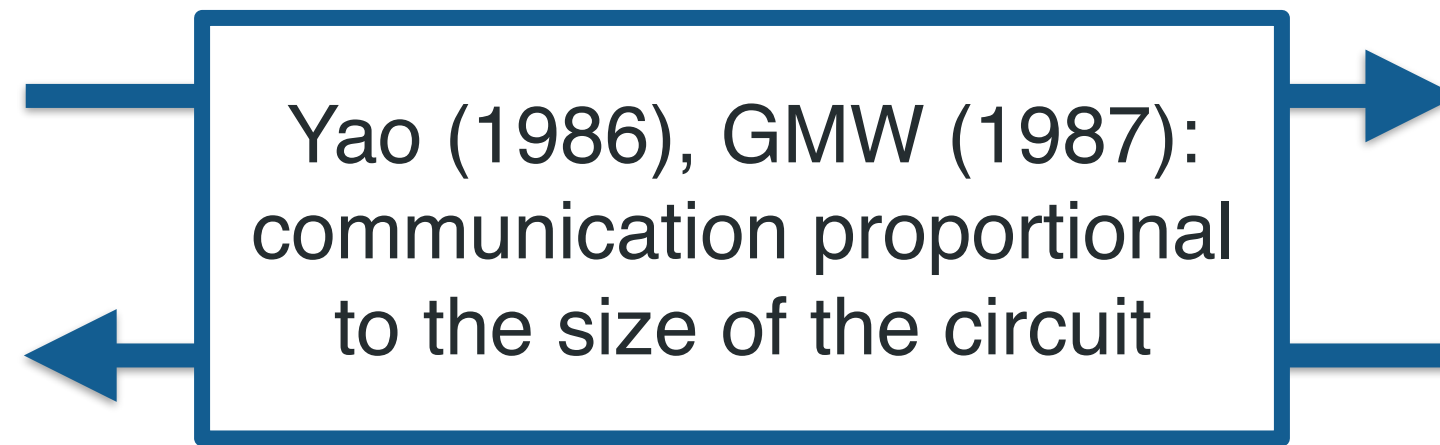 Yao (1986), GMW (1987):
communication proportional
to the size of the circuit